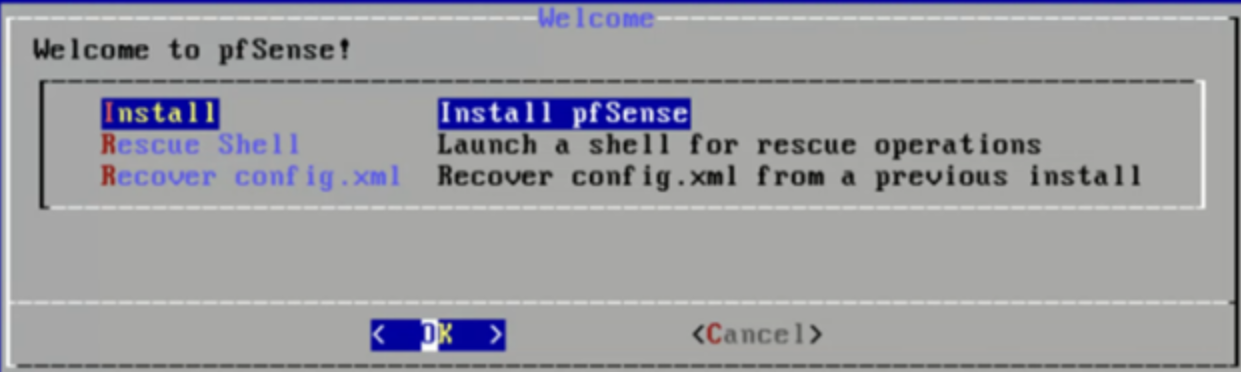 Welcome
Welcome to pfSense!
Install Install pfSense
Rescue Shell Launch a shell for rescue operations
Recover config.xml Recover config.xml from a previous install
< OK > <Cancel>